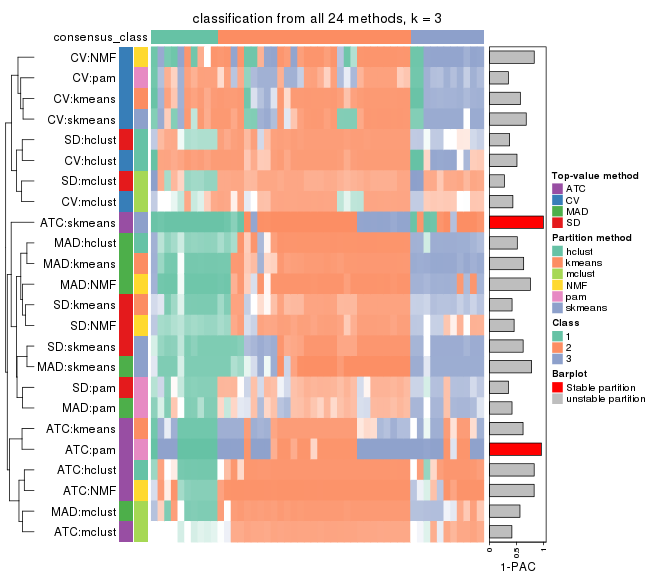 classification from all 24 methods, k = 3
consensus_class
CV:NMF
CV:pam
CV:kmeans
CV:skmeans
SD:hclust
CV:hclust
SD:mclust
CV:mclust
ATC:skmeans
MAD:hclust
MAD:kmeans
MAD:NMF
SD:kmeans
SD:NMF
SD:skmeans
MAD:skmeans
SD:pam
MAD:pam
ATC:kmeans
ATC:pam
ATC:hclust
ATC:NMF
MAD:mclust
ATC:mclust
0
0.5
1
1-PAC
Top-value method
ATC
CV
MAD
SD
Partition method
hclust
kmeans
mclust
NMF
pam
skmeans
Class
1
2
3
Barplot
Stable partition
unstable partition